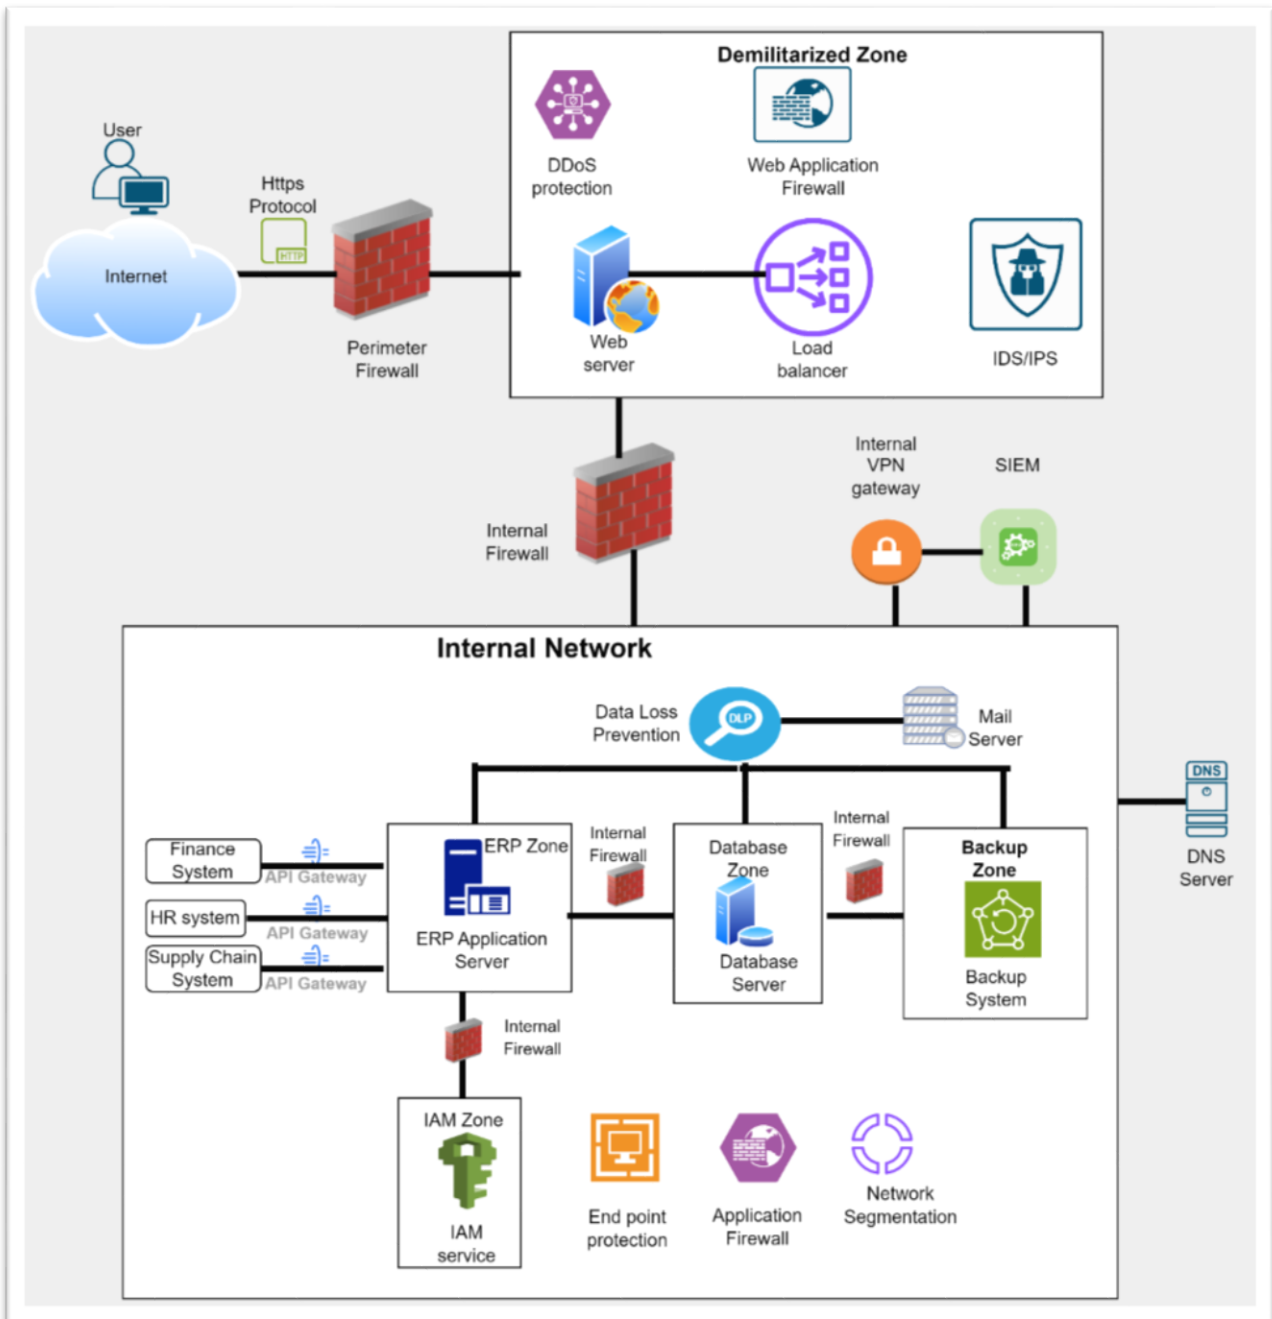 Demilitarized Zone
User
DDoS
protection
Web Application
Firewall
Https
Protocol
HTTP
Internet
Perimeter
Firewall
Web
server
Load
balancer
IDS/IPS
Internal
VPN
gateway
SIEM
Internal
Firewall
Internal Network
Data Loss
Prevention
DLP
Mail
Server
DNS
DNS
Server
Finance
System
API Gateway
HR system
API Gateway
Supply Chain
System
API Gateway
ERP Zone
ERP Application
Server
Internal
Firewall
Database
Zone
Database
Server
Internal
Firewall
Backup
Zone
Backup
System
Internal
Firewall
IAM Zone
IAM
service
End point
protection
Application
Firewall
Network
Segmentation